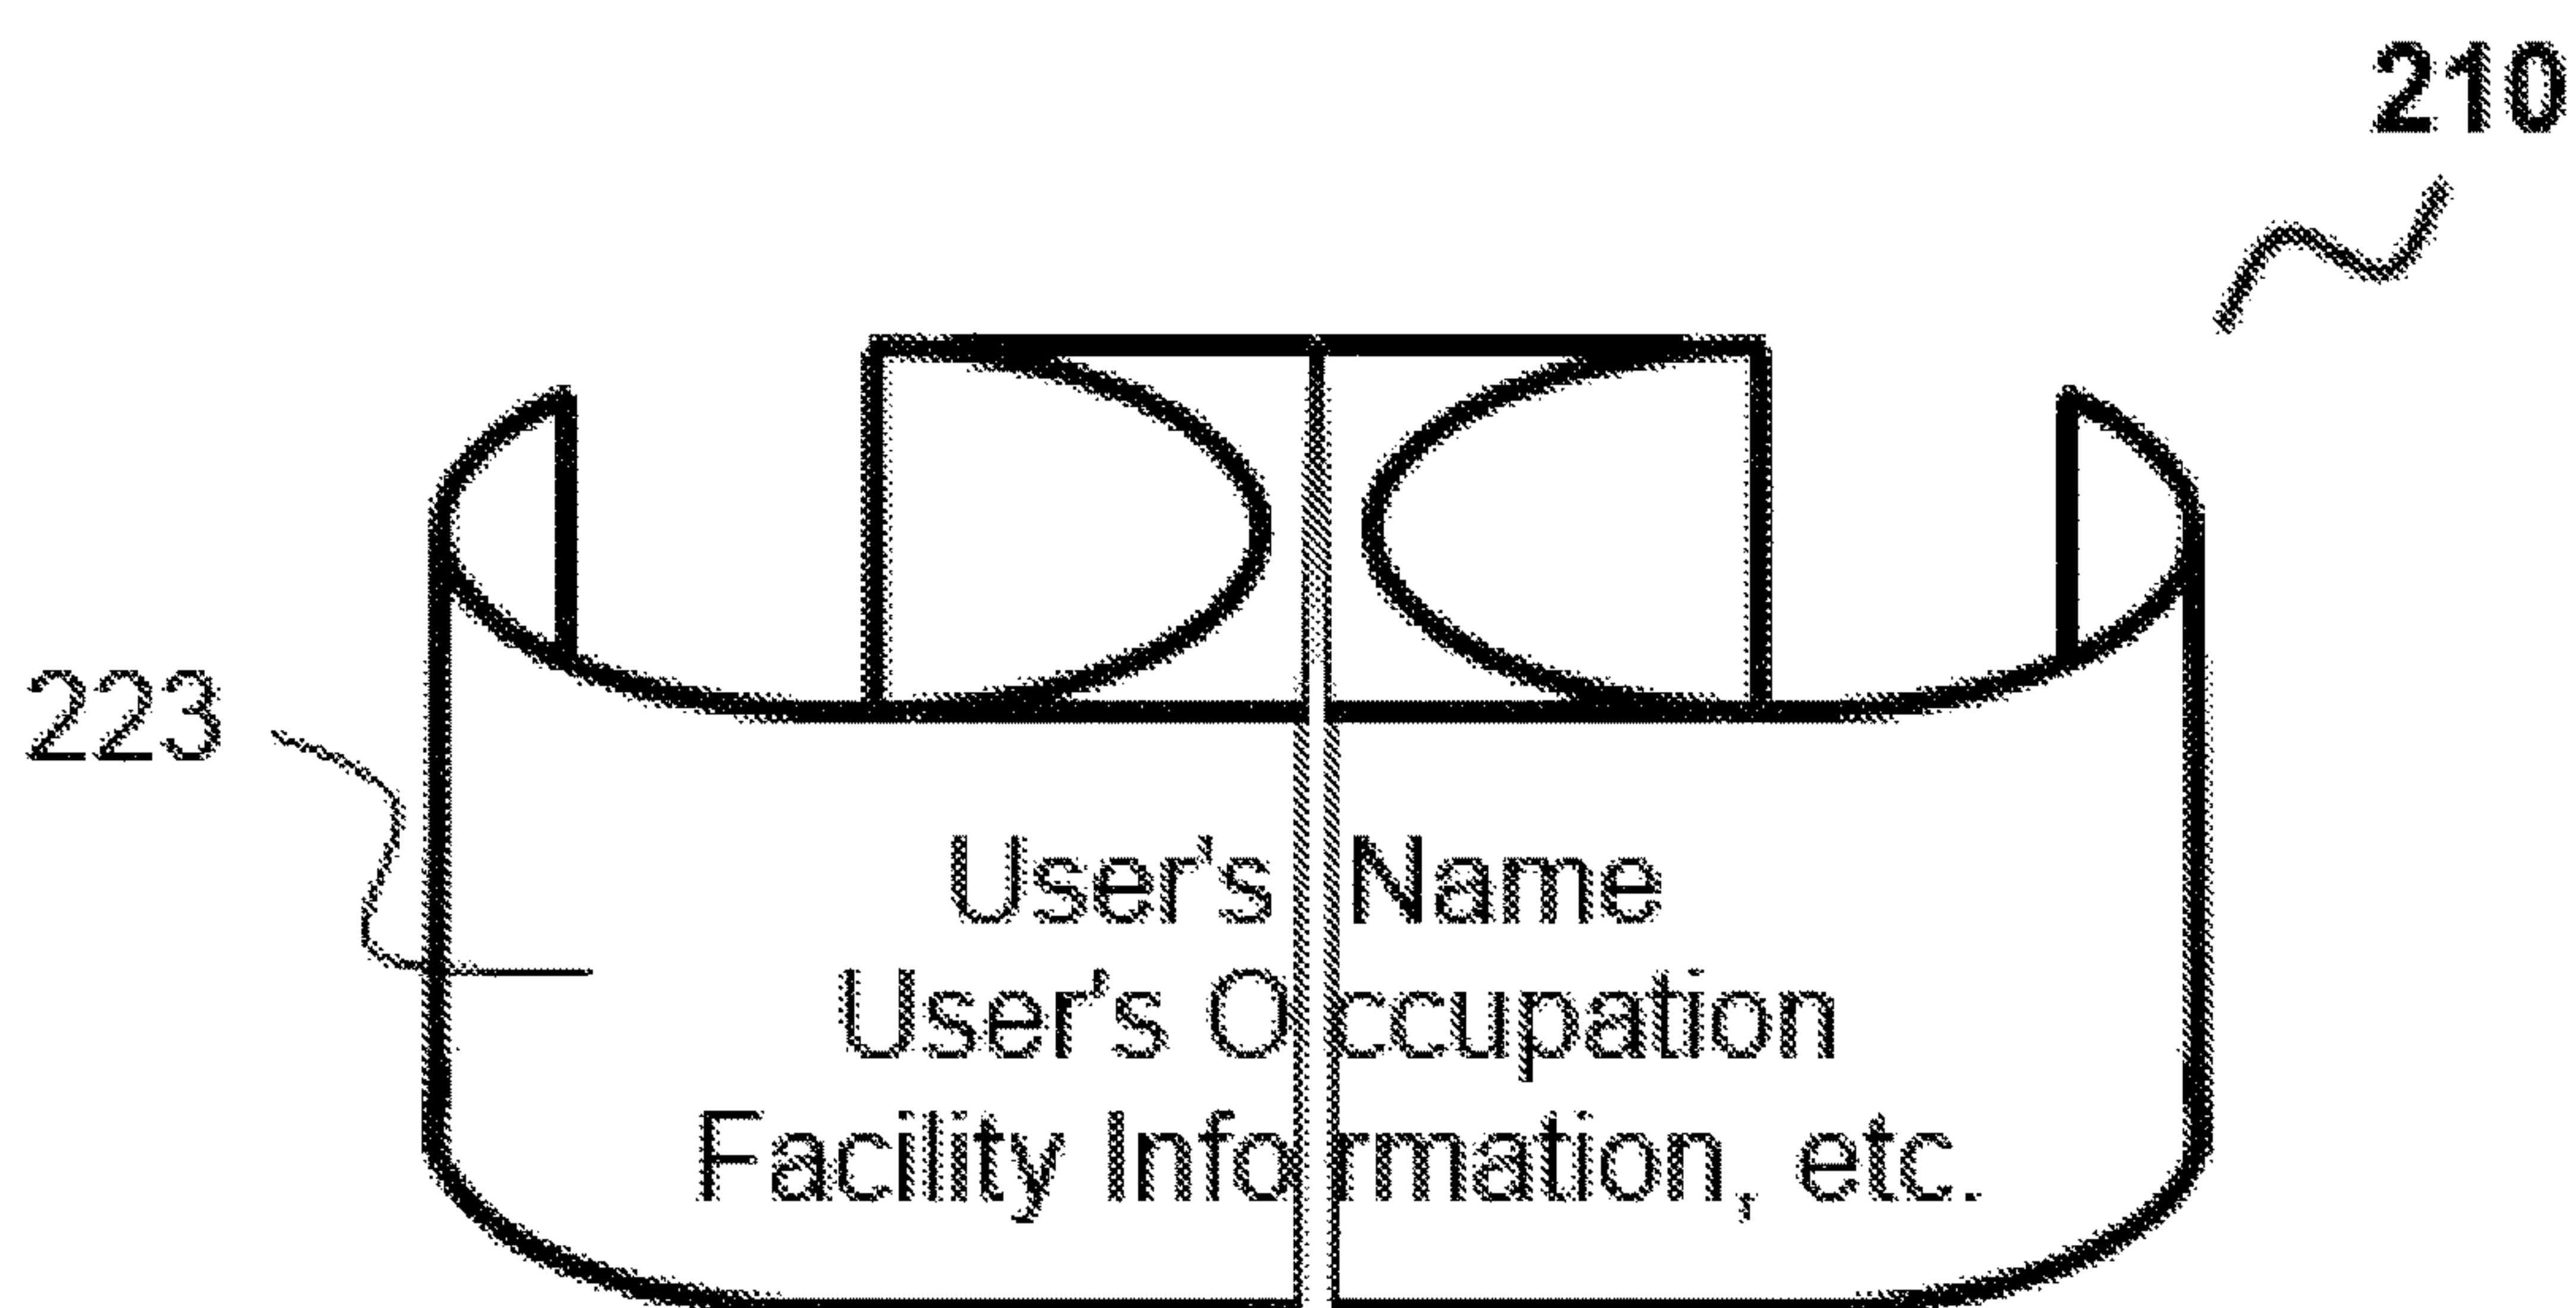 210
223
User's Name
User's Occupation
Facility Information, etc.